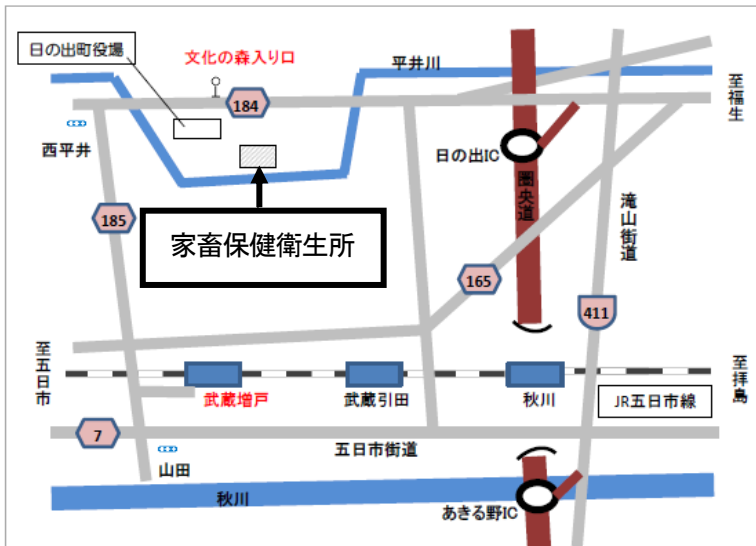 日の出町役場
文化の森入り口
平井川
至福生
184
西平井
日の出IC
圏央道
滝山街道
185
家畜保健衛生所
165
411
至五日市
至拝島
武蔵増戸
武蔵引田
秋川
JR五日市線
7
五日市街道
山田
秋川
あきる野IC